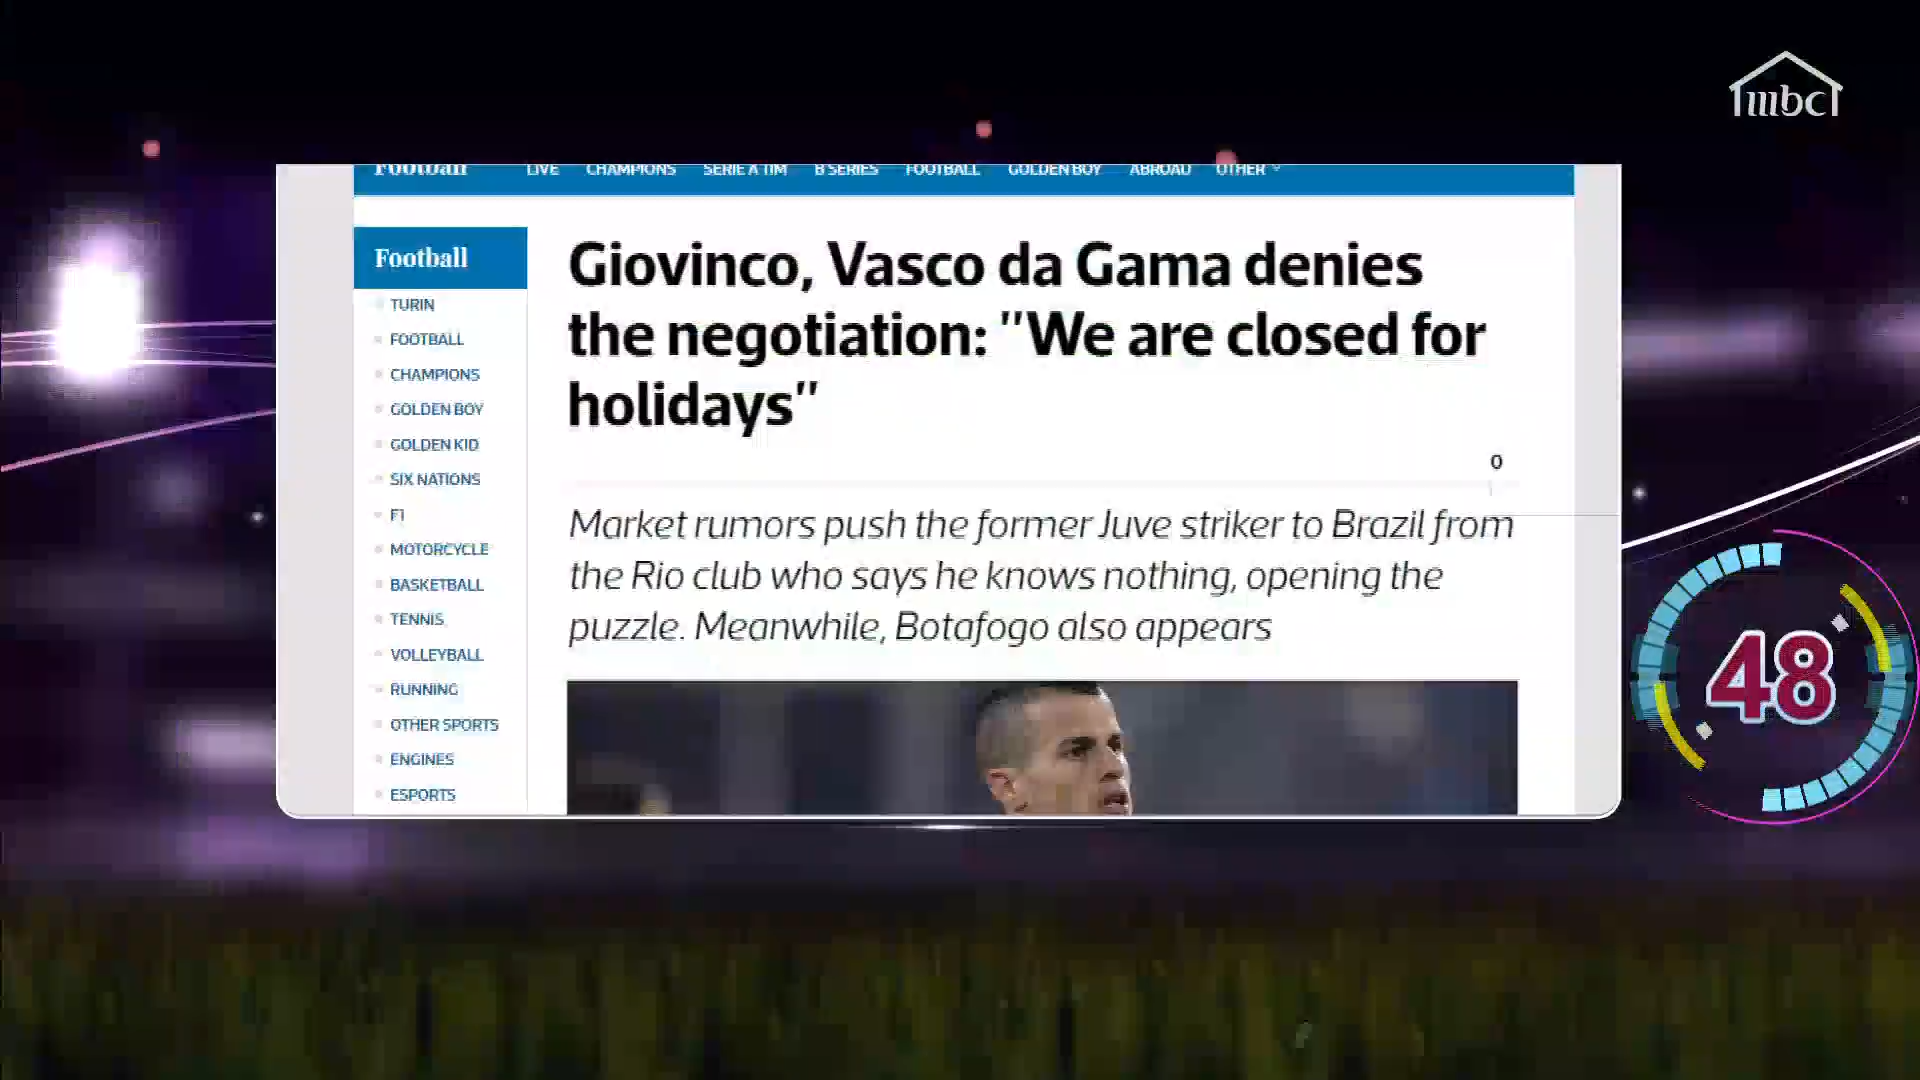 mbc
Football LIVE CHAMPIONS SERIE A TIM B SERIES FOOTBALL GOLDEN BOY ABROAD OTHER
Football
TURIN
FOOTBALL
CHAMPIONS
GOLDEN BOY
GOLDEN KID
SIX NATIONS
F1
MOTORCYCLE
BASKETBALL
TENNIS
VOLLEYBALL
RUNNING
OTHER SPORTS
ENGINES
ESPORTS
Giovinco, Vasco da Gama denies
the negotiation: "We are closed for
holidays"
0
Market rumors push the former Juve striker to Brazil from
the Rio club who says he knows nothing, opening the
puzzle. Meanwhile, Botafogo also appears
48